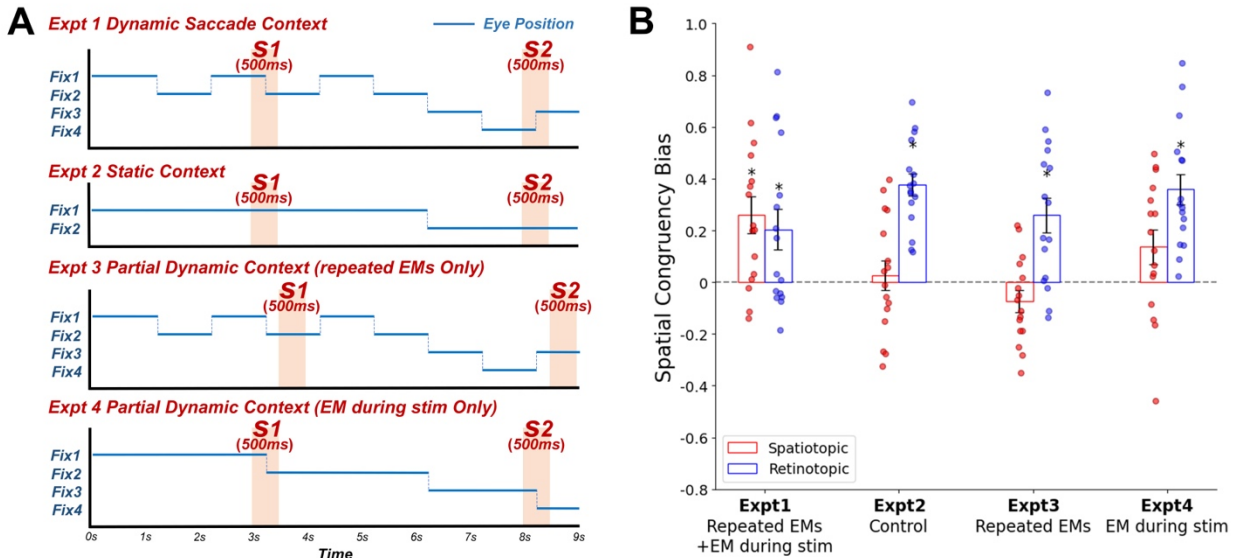 A
Expt 1 Dynamic Saccade Context
Eye Position
S1
(500ms)
S2
(500ms)
Fix1
Fix2
Fix3
Fix4
Expt 2 Static Context
S1
(500ms)
S2
(500ms)
Fix1
Fix2
Expt 3 Partial Dynamic Context (repeated EMs Only)
S1
(500ms)
S2
(500ms)
Fix1
Fix2
Fix3
Fix4
Expt 4 Partial Dynamic Context (EM during stim Only)
S1
(500ms)
S2
(500ms)
Fix1
Fix2
Fix3
Fix4
0s 1s 2s 3s 4s 5s 6s 7s 8s 9s
Time
B
Spatial Congruency Bias
1.0
0.8
0.6
0.4
0.2
0
-0.2
-0.4
-0.6
-0.8
* * * * *
Spatiotopic
Retinotopic
Expt1 Expt2 Expt3 Expt4
Repeated EMs Control Repeated EMs EM during stim
+EM during stim